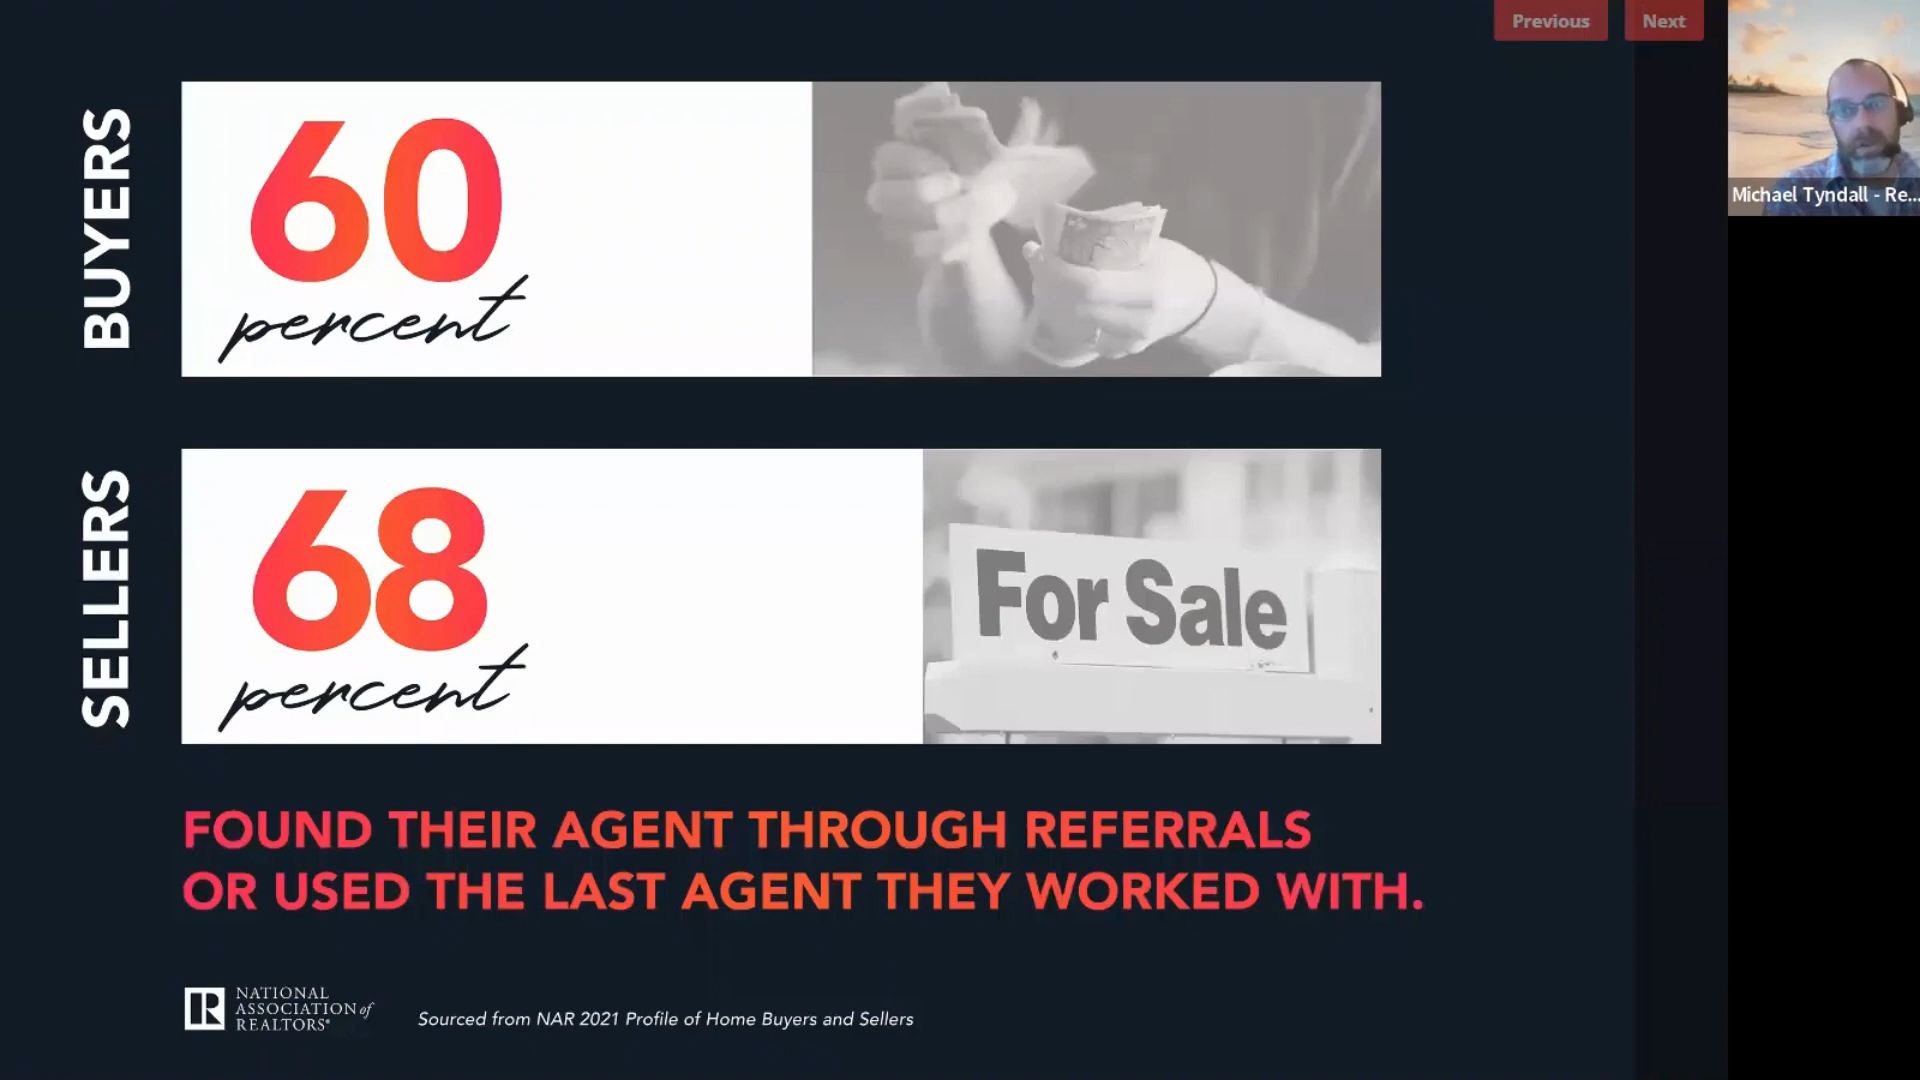 Previous
Next
Michael Tyndall - Re...
BUYERS
60
percent
SELLERS
68
percent
For Sale
FOUND THEIR AGENT THROUGH REFERRALS
OR USED THE LAST AGENT THEY WORKED WITH.
R
NATIONAL
ASSOCIATION of
REALTORS®
Sourced from NAR 2021 Profile of Home Buyers and Sellers